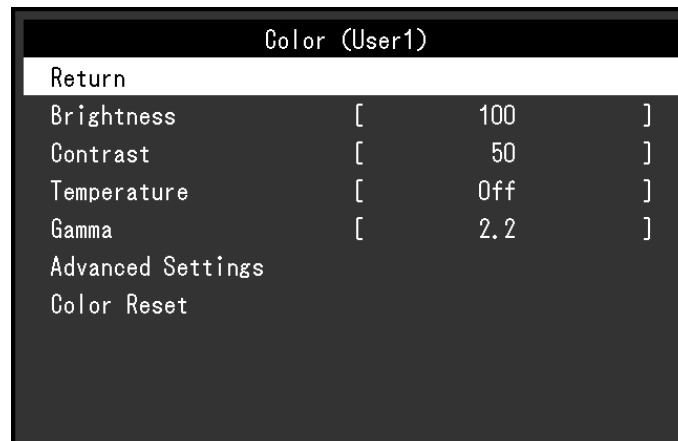 Color (User1)
Return
Brightness [ 100 ]
Contrast [ 50 ]
Temperature [ Off ]
Gamma [ 2.2 ]
Advanced Settings
Color Reset